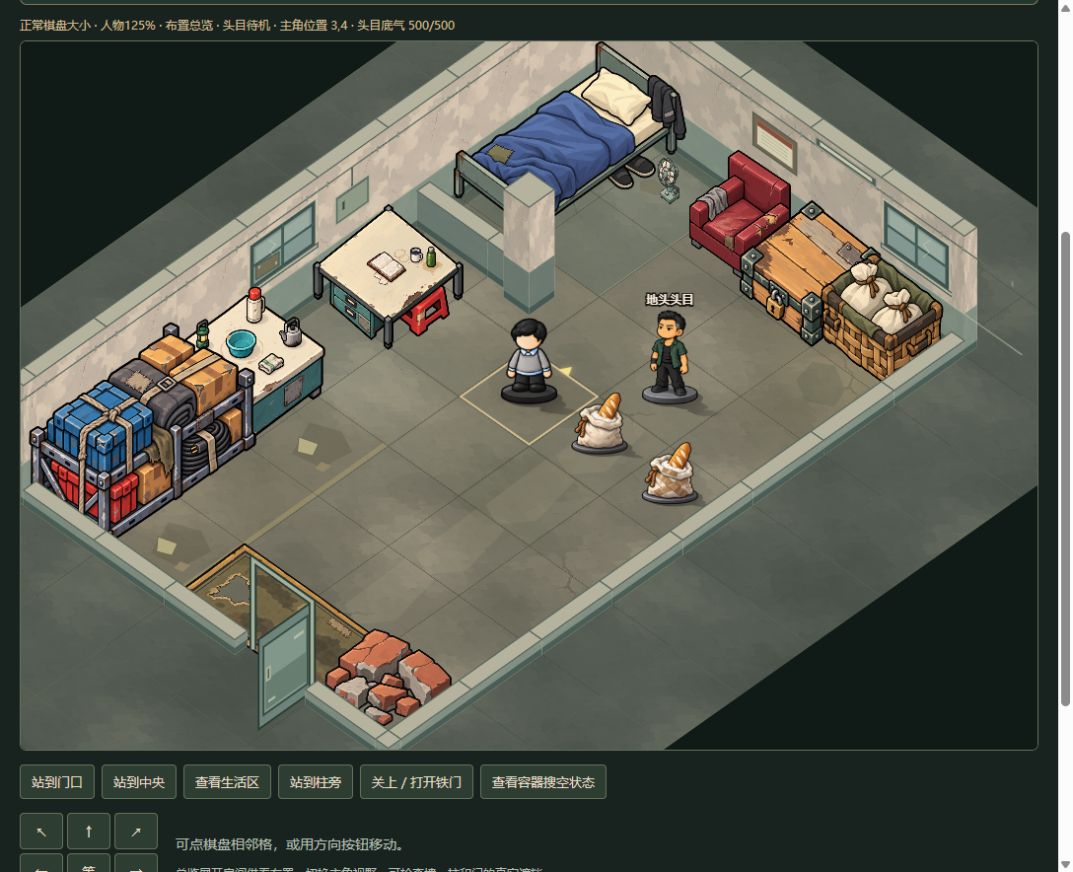 正常棋盘大小 · 人物125% · 布置总览 · 头目待机 · 主角位置 3,4 · 头目底气 500/500
地头头目
站到门口 站到中央 查看生活区 站到柱旁 关上 / 打开铁门 查看容器搜空状态
↖ ↑ ↗
可点棋盘相邻格，或用方向按钮移动。
← 等 →